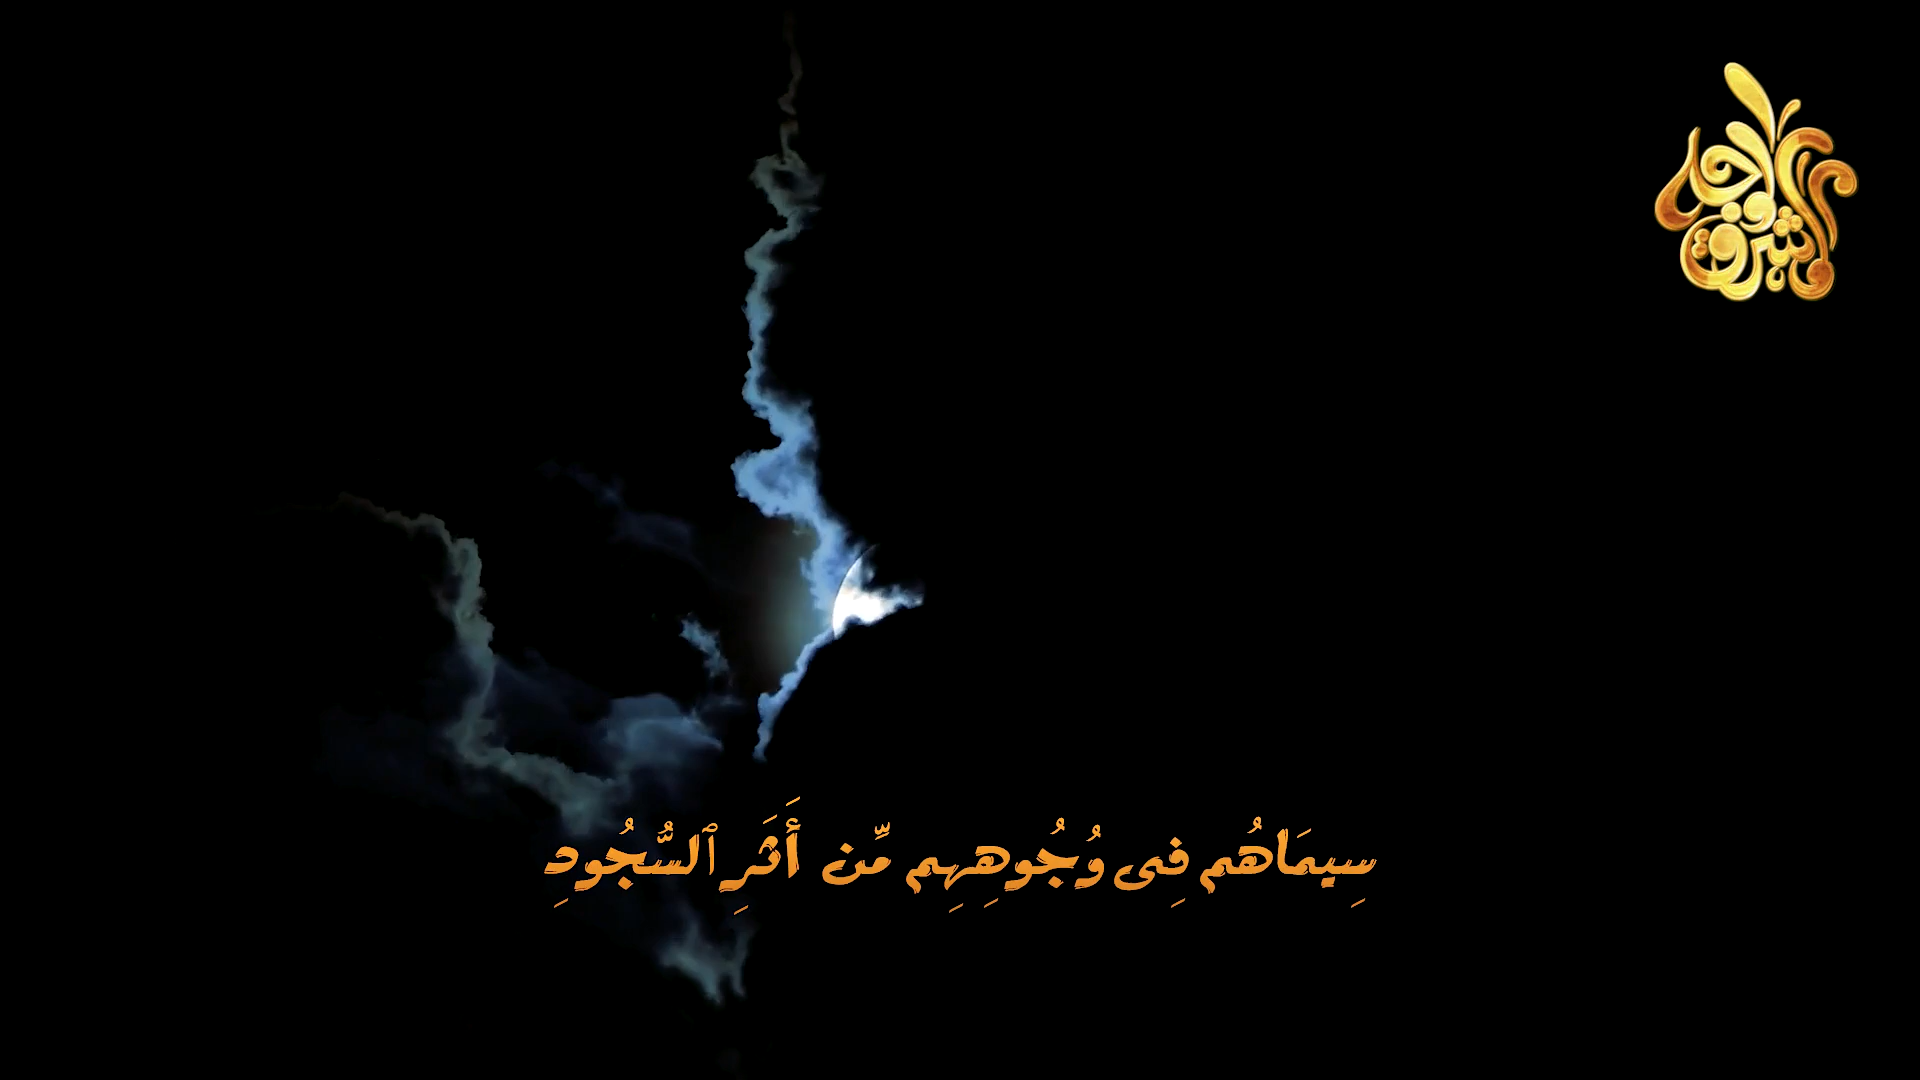 سِيمَاهُم فِى وُجُوهِهِم مِّن أَثَرِ ٱلسُّجُودِ